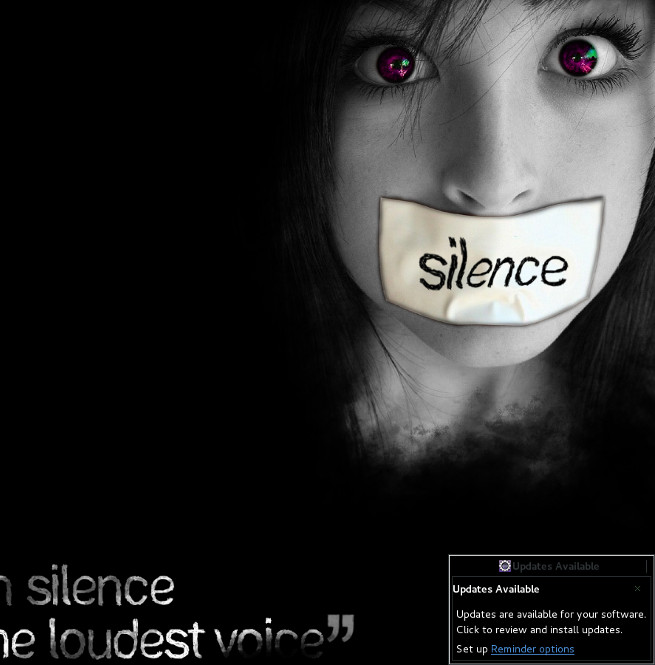 silence
silence
loudest voice”
Updates Available
Updates Available
Updates are available for your software.
Click to review and install updates.
Set up Reminder options